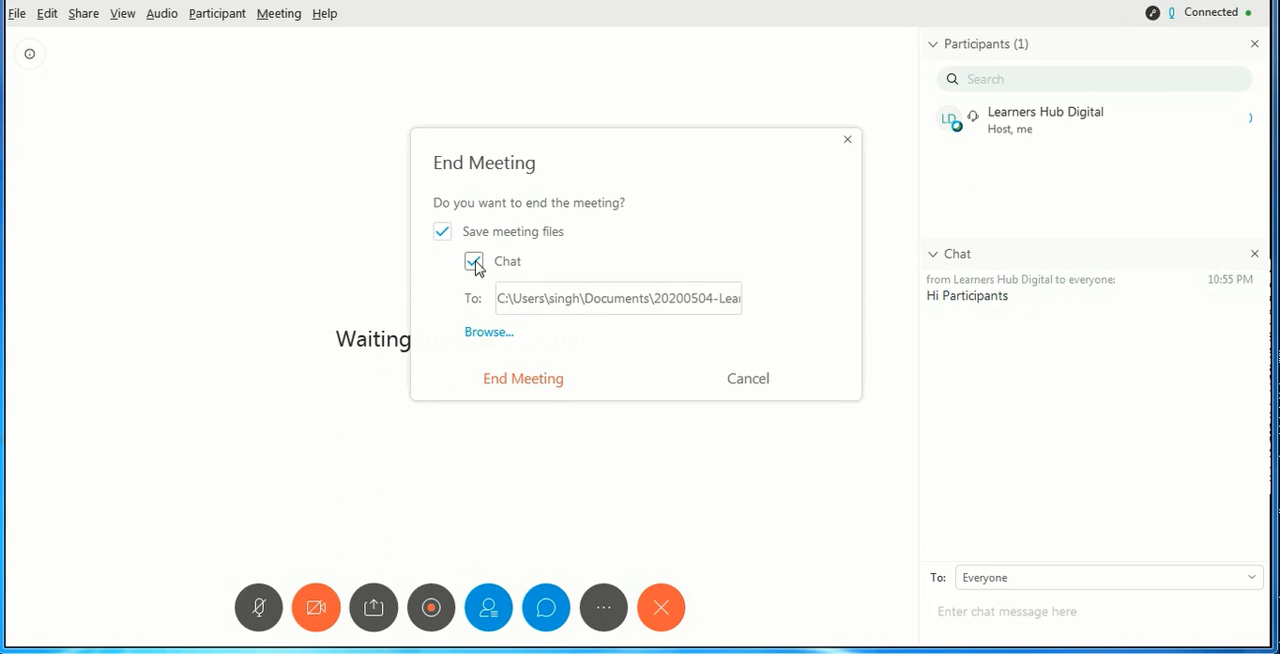 File Edit Share View Audio Participant Meeting Help
Connected
Participants (1)
Search
LD
Learners Hub Digital
Host, me
End Meeting
Do you want to end the meeting?
Save meeting files
Chat
To: C:\Users\singh\Documents\20200504-Lear
Browse...
End Meeting Cancel
Waiting
Chat
from Learners Hub Digital to everyone: 10:55 PM
Hi Participants
To: Everyone
Enter chat message here